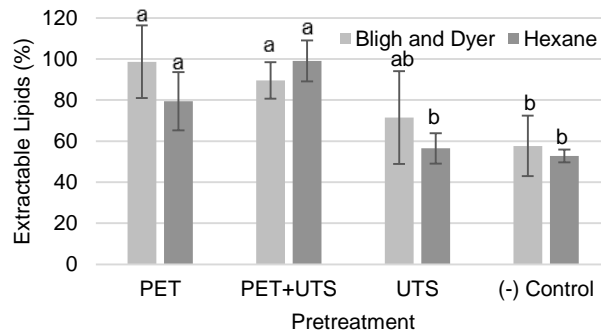 Extractable Lipids (%)
120
100
80
60
40
20
0
Bligh and Dyer
Hexane
a
a
a
a
ab
b
b
b
PET
PET+UTS
UTS
(-) Control
Pretreatment